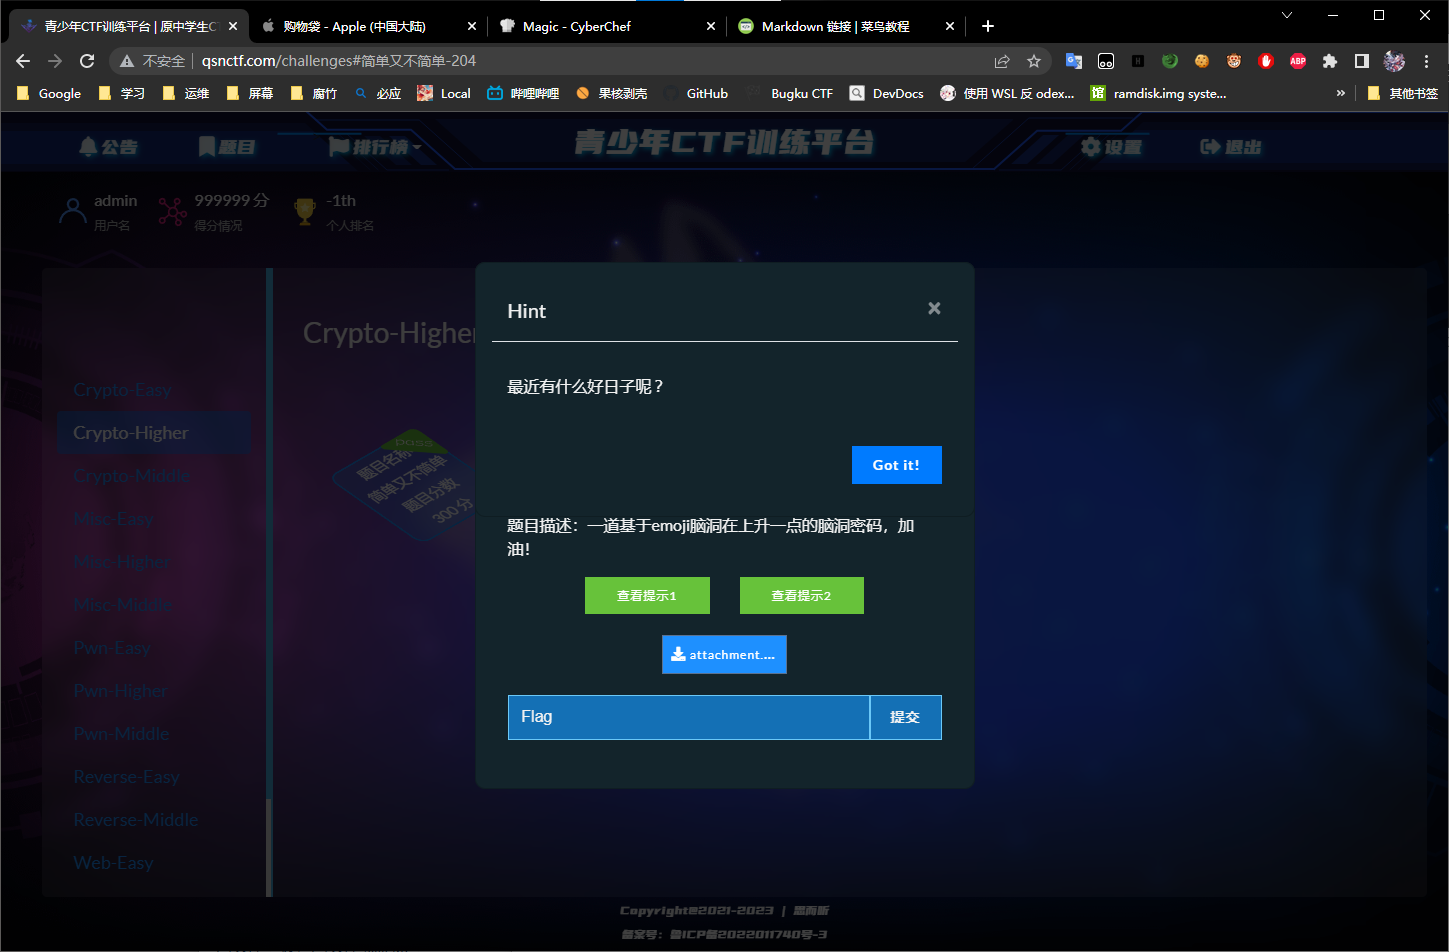 青少年CTF训练平台 | 原中学生C
购物袋 - Apple (中国大陆)
Magic - CyberChef
Markdown 链接 | 菜鸟教程
不安全 qsnctf.com/challenges#简单又不简单-204
Google 学习 运维 屏幕 腐竹 必应 Local 哔哩哔哩 果核剥壳 GitHub Bugku CTF DevDocs 使用 WSL 反 odex... ramdisk.img syste... » 其他书签
公告 题目 排行榜 青少年CTF训练平台 设置 退出
admin 999999 分 -1th
用户名 得分情况 个人排名
Hint ×
Crypto-Higher
最近有什么好日子呢？
Crypto-Easy
Crypto-Higher
Crypto-Middle
Misc-Easy
Misc-Higher
Misc-Middle
Pwn-Easy
Pwn-Higher
Pwn-Middle
Reverse-Easy
Reverse-Middle
Web-Easy
pass
题目名称
简单又不简单
题目分数
300 分
Got it!
题目描述：一道基于emoji脑洞在上升一点的脑洞密码，加
油！
查看提示1 查看提示2
attachment....
Flag 提交
Copyright©2021-2023 |
备案号：鲁ICP备2022011740号-3